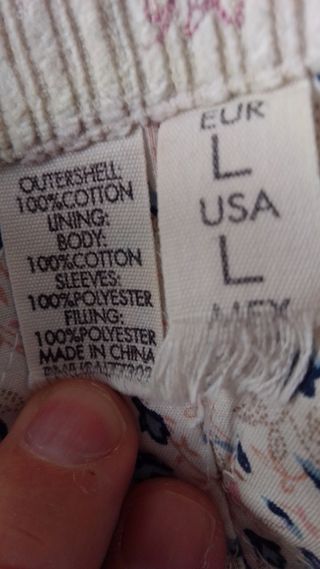 OUTERSHELL:
100%COTTON
LINING:
BODY:
100%COTTON
SLEEVES:
100%POLYESTER
FILLING:
100%POLYESTER
MADE IN CHINA
EUR
L
USA
L